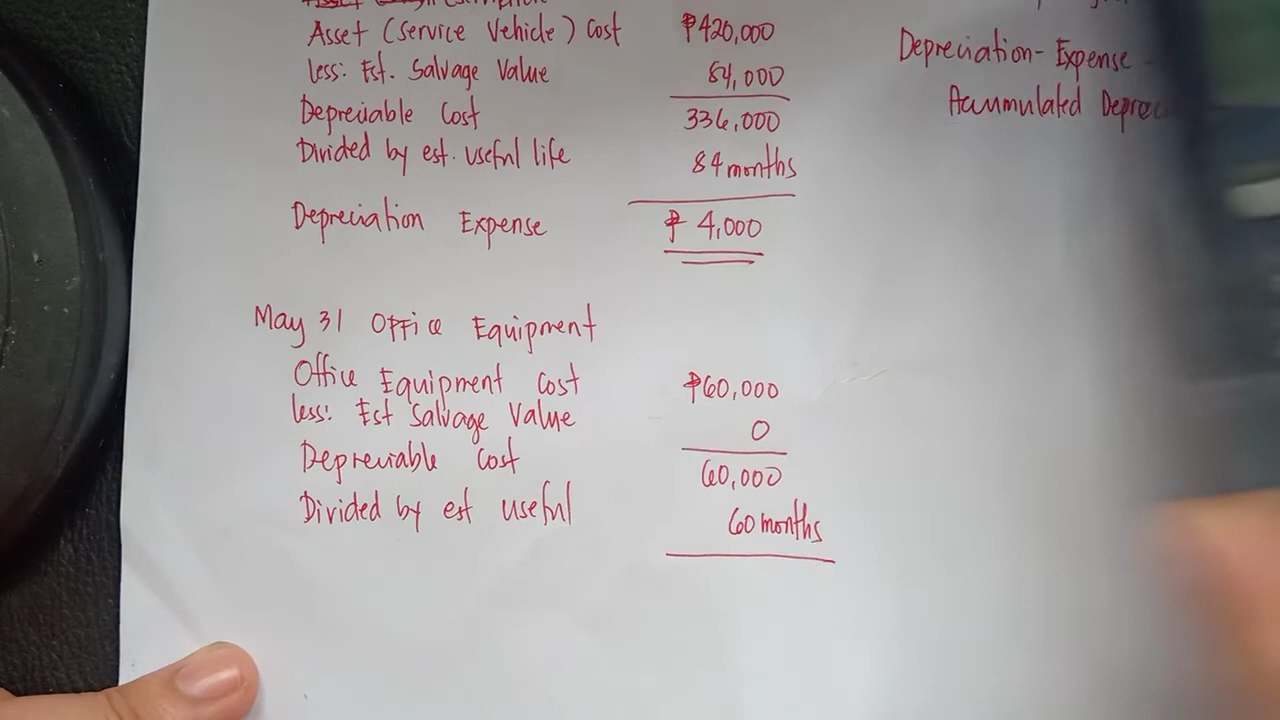 Asset (Service Vehicle) Cost ₱420,000
less: Est. Salvage Value 84,000
Depreciable Cost 336,000
Divided by est. useful life 84 months
Depreciation Expense ₱ 4,000
May 31 Office Equipment
Office Equipment Cost ₱60,000
less: Est Salvage Value 0
Depreciable Cost 60,000
Divided by est useful 60 months
Depreciation - Expense -
Accumulated Deprec